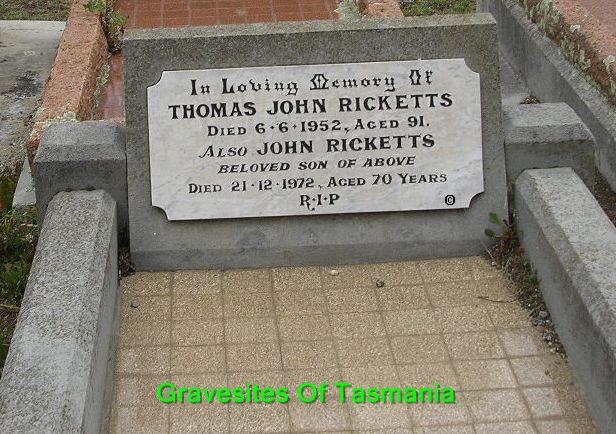 In Loving Memory Of
THOMAS JOHN RICKETTS
DIED 6·6·1952, AGED 91.
ALSO JOHN RICKETTS
BELOVED SON OF ABOVE
DIED 21·12·1972, AGED 70 YEARS
R·I·P
©
Gravesites Of Tasmania